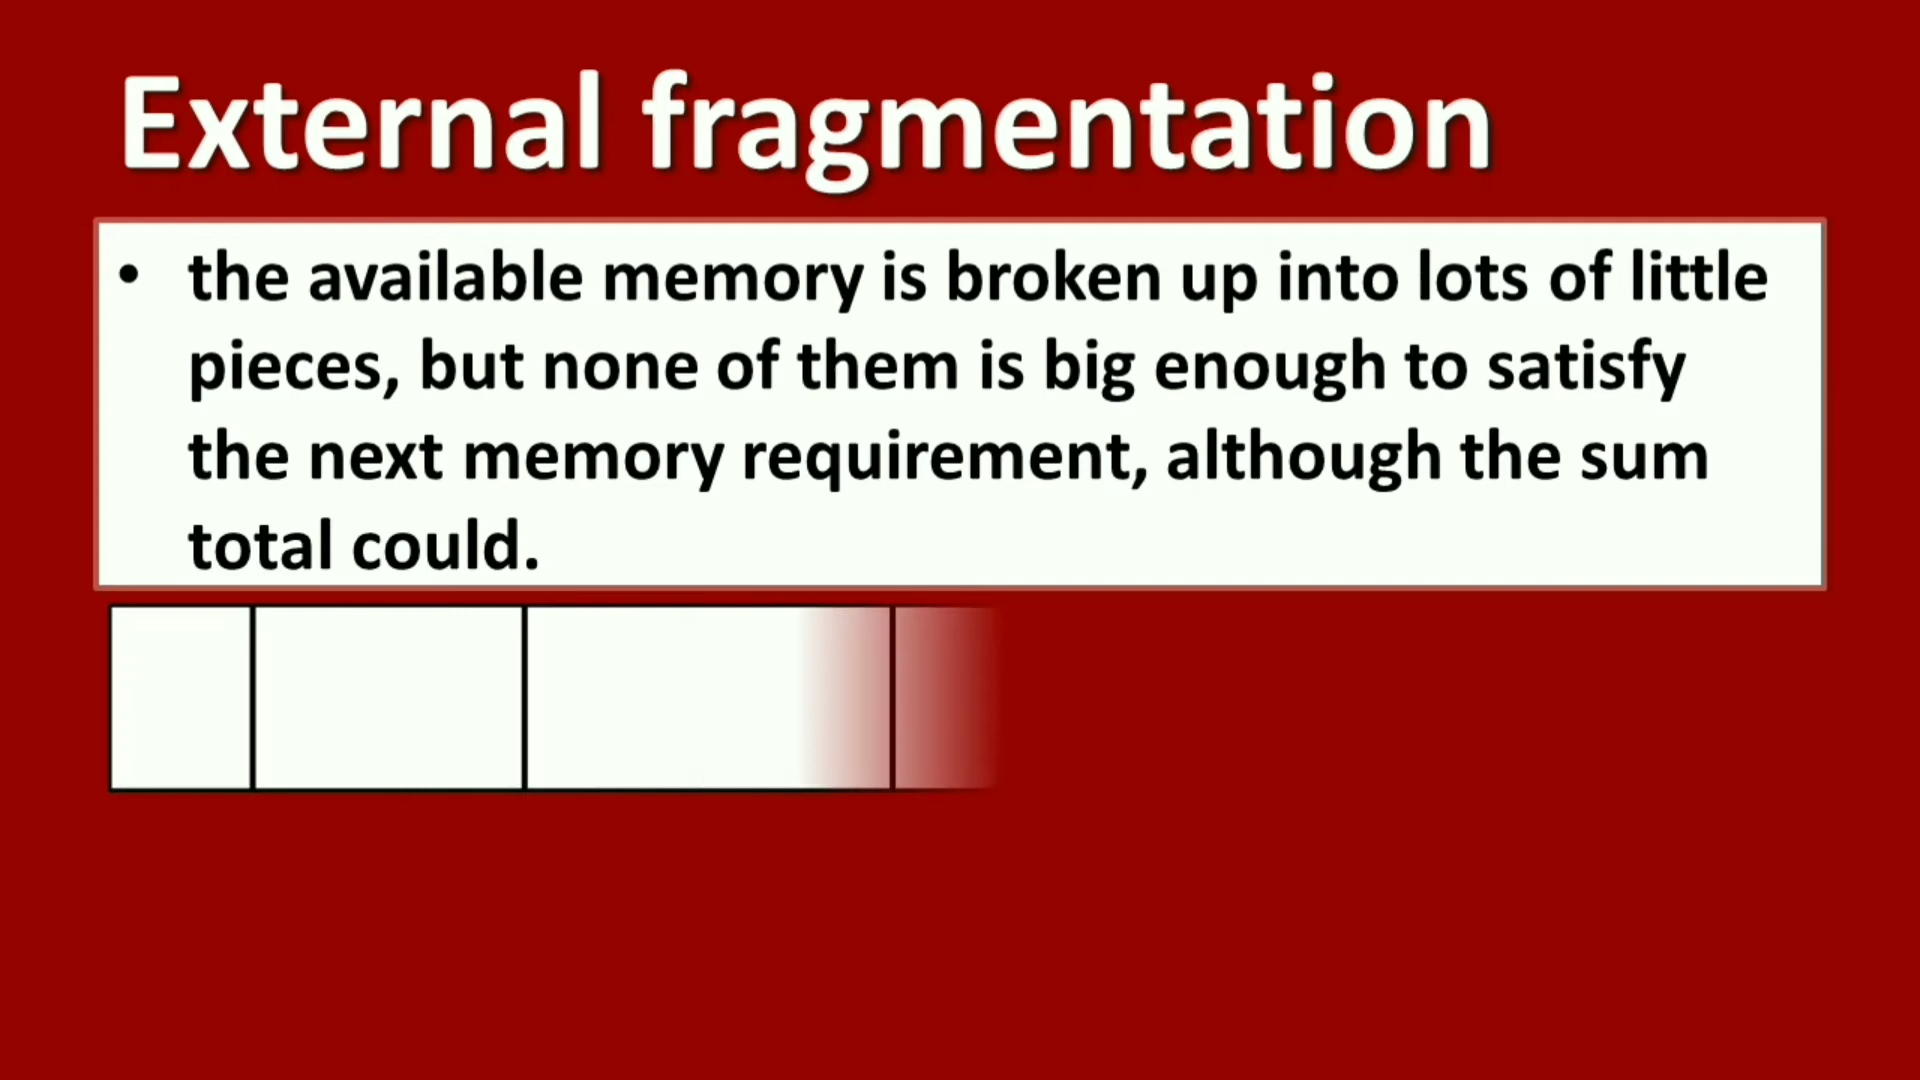 External fragmentation
• the available memory is broken up into lots of little
pieces, but none of them is big enough to satisfy
the next memory requirement, although the sum
total could.